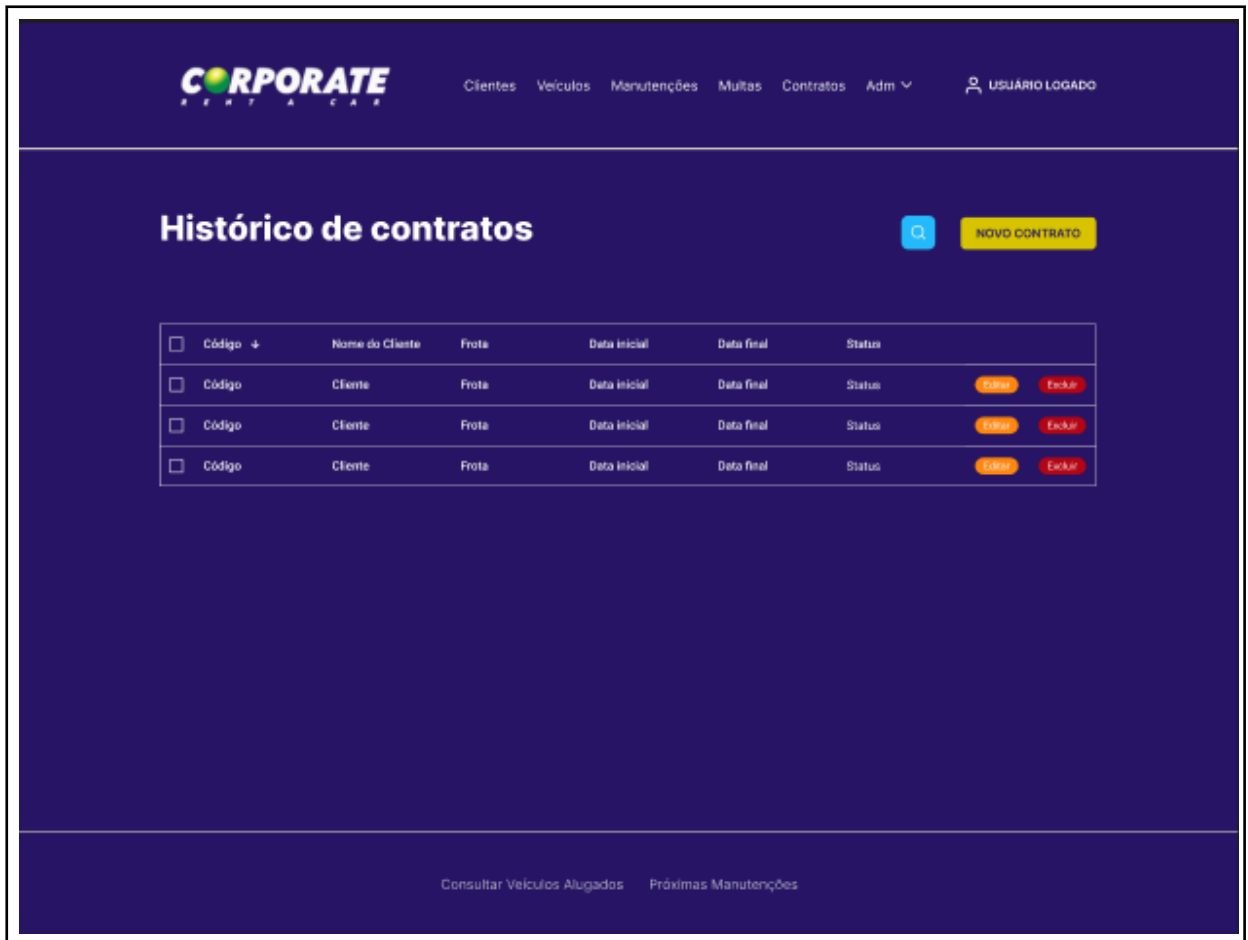 CORPORATE
RENT A CAR
Clientes Veículos Manutenções Multas Contratos Adm USUÁRIO LOGADO
Histórico de contratos
NOVO CONTRATO
Código Nome do Cliente Frota Data inicial Data final Status
Código Cliente Frota Data inicial Data final Status Editar Excluir
Código Cliente Frota Data inicial Data final Status Editar Excluir
Código Cliente Frota Data inicial Data final Status Editar Excluir
Consultar Veículos Alugados Próximas Manutenções